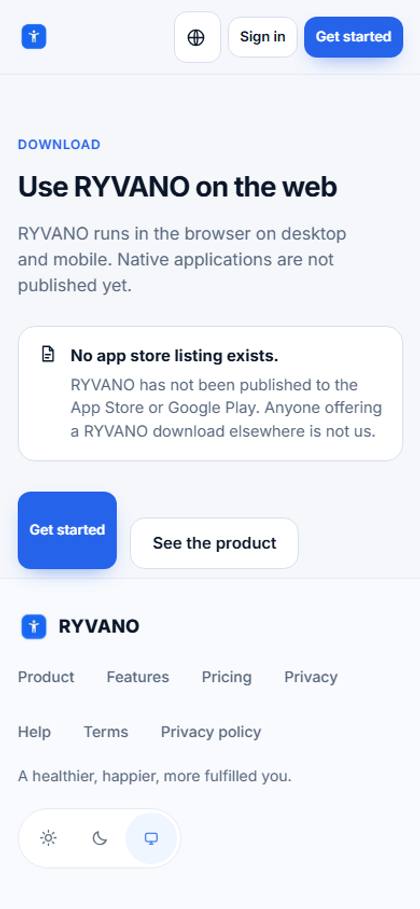 Sign in
Get started
DOWNLOAD
Use RYVANO on the web
RYVANO runs in the browser on desktop
and mobile. Native applications are not
published yet.
No app store listing exists.
RYVANO has not been published to the
App Store or Google Play. Anyone offering
a RYVANO download elsewhere is not us.
Get started
See the product
RYVANO
Product Features Pricing Privacy
Help Terms Privacy policy
A healthier, happier, more fulfilled you.